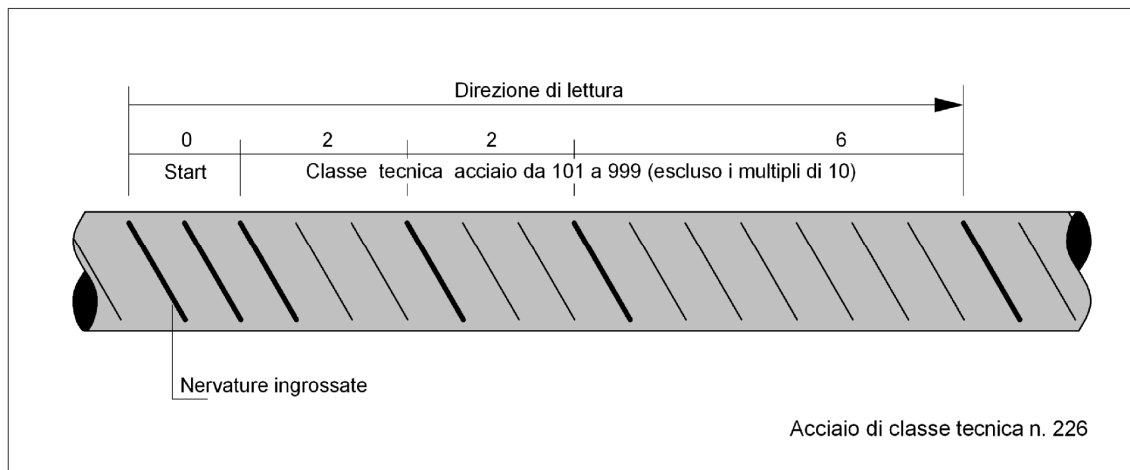 Direzione di lettura
0 2 2 6
Start Classe tecnica acciaio da 101 a 999 (escluso i multipli di 10)
Nervature ingrossate
Acciaio di classe tecnica n. 226